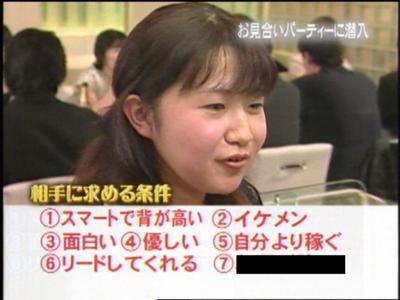 お見合いパーティーに潜入
相手に求める条件
①スマートで背が高い ②イケメン
③面白い ④優しい ⑤自分より稼ぐ
⑥リードしてくれる ⑦